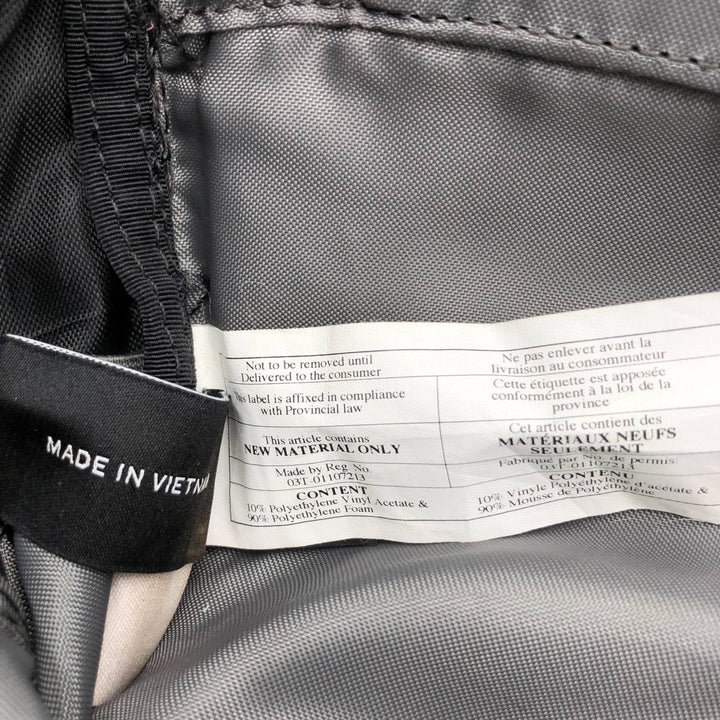 MADE IN VIETNA
Not to be removed until
Delivered to the consumer
This label is affixed in compliance
with Provincial law
This article contains
NEW MATERIAL ONLY
Made by Reg No.
03T-01107213
CONTENT
10% Polyethylene Vinyl Acetate &
90% Polyethylene Foam
Ne pas enlever avant la
livraison au consommateur
Cette étiquette est apposée
conformément à la loi de la
province
Cet article contient des
MATÉRIAUX NEUFS
SEULEMENT
Fabriqué par No. de Permis:
03T-01107213
CONTENU
10% Vinyle Polyéthylène d'acétate &
90% Mousse de Polyéthylène